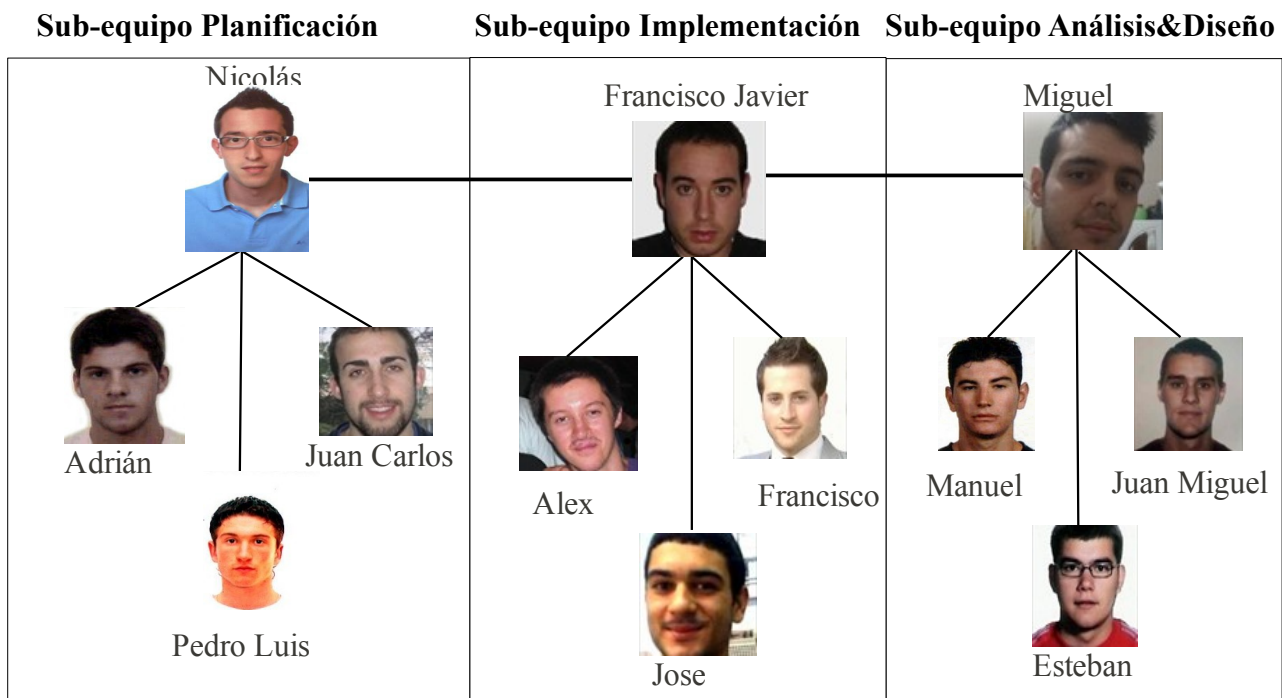 Sub-equipo Planificación
Sub-equipo Implementación
Sub-equipo Análisis&Diseño
Nicolás
Francisco Javier
Miguel
Adrián
Juan Carlos
Pedro Luis
Alex
Francisco
Jose
Manuel
Juan Miguel
Esteban